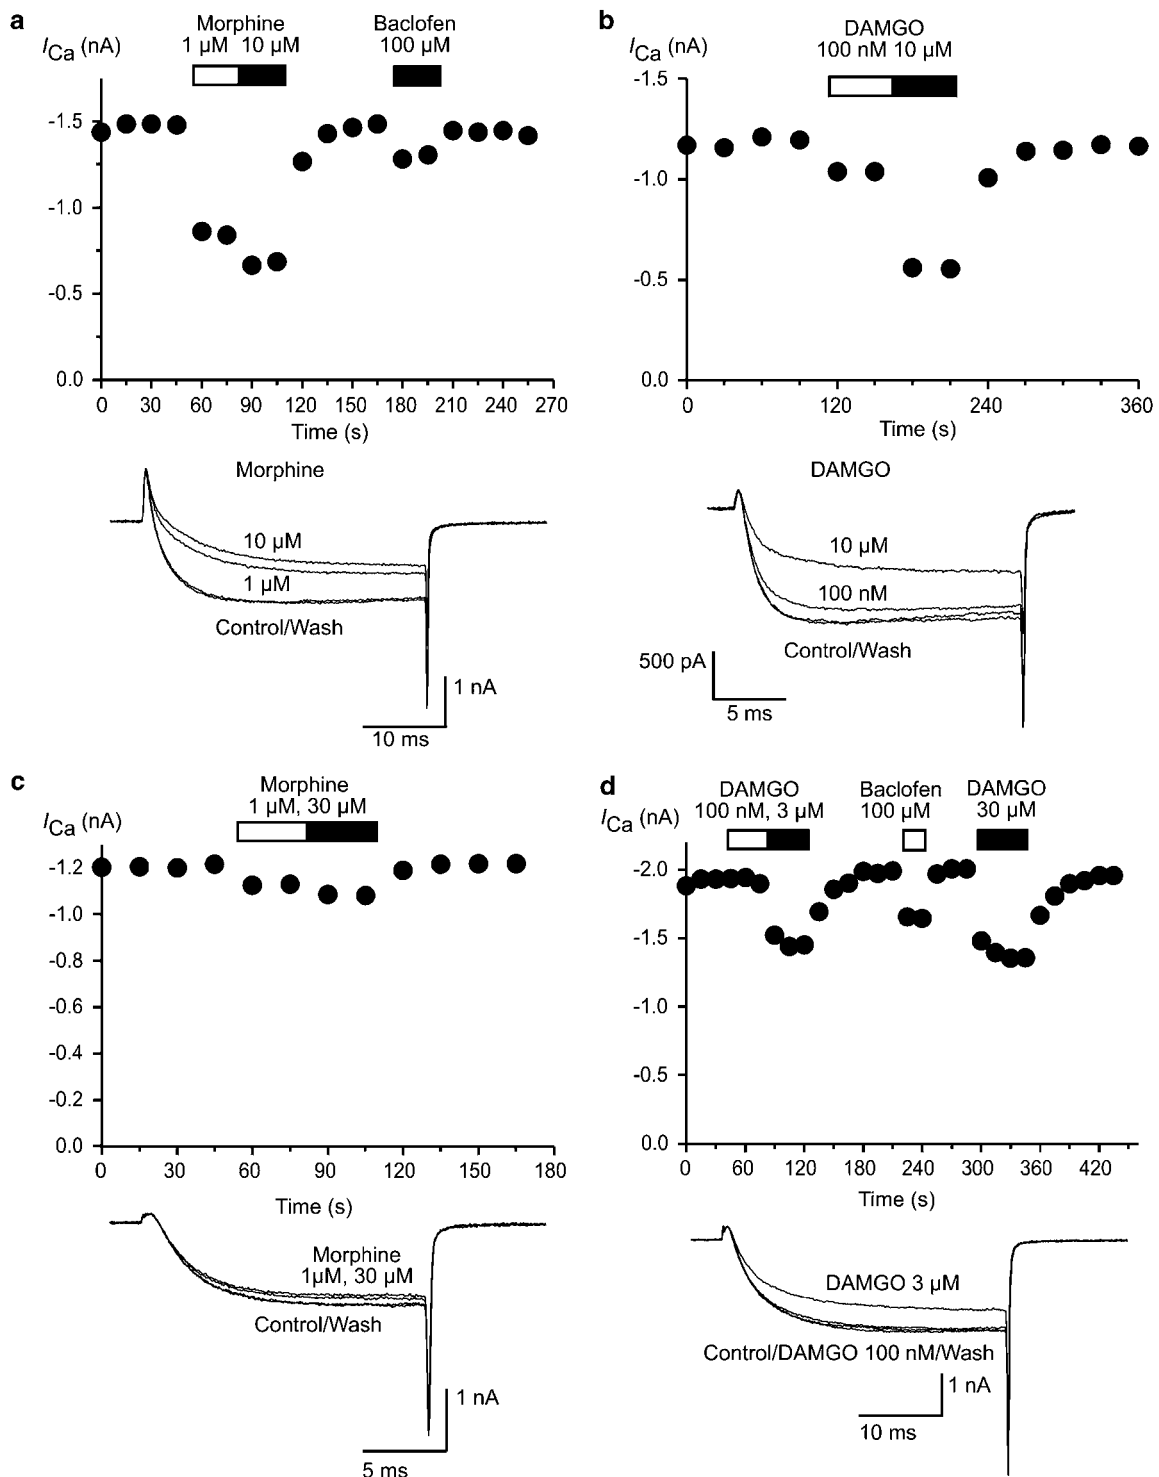 a
I Ca (nA)
Morphine
1 µM 10 µM
Baclofen
100 µM
-1.5
-1.0
-0.5
0.0
0 30 60 90 120 150 180 210 240 270
Time (s)
Morphine
10 µM
1 µM
Control/Wash
1 nA
10 ms
b
I Ca (nA)
DAMGO
100 nM 10 µM
-1.5
-1.0
-0.5
0.0
0 120 240 360
Time (s)
DAMGO
10 µM
100 nM
Control/Wash
500 pA
5 ms
c
Morphine
1 µM, 30 µM
I Ca (nA)
-1.2
-1.0
-0.8
-0.6
-0.4
-0.2
0.0
0 30 60 90 120 150 180
Time (s)
Morphine
1µM, 30 µM
Control/Wash
1 nA
5 ms
d
DAMGO
100 nM, 3 µM
Baclofen
100 µM
DAMGO
30 µM
I Ca (nA)
-2.0
-1.5
-1.0
-0.5
0.0
0 60 120 180 240 300 360 420
Time (s)
DAMGO 3 µM
Control/DAMGO 100 nM/Wash
1 nA
10 ms